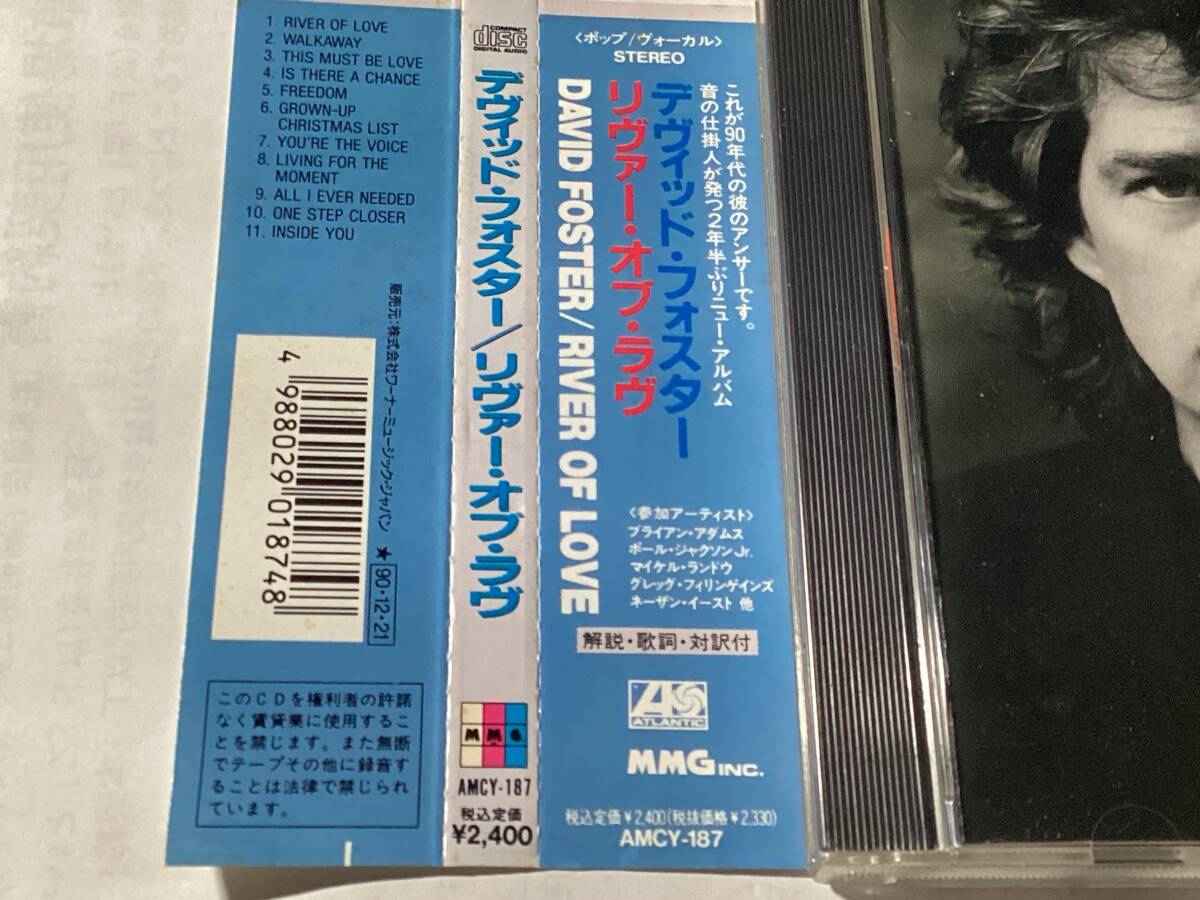 1. RIVER OF LOVE
2. WALKAWAY
3. THIS MUST BE LOVE
4. IS THERE A CHANCE
5. FREEDOM
6. GROWN-UP
CHRISTMAS LIST
7. YOU'RE THE VOICE
8. LIVING FOR THE
MOMENT
9. ALL I EVER NEEDED
10. ONE STEP CLOSER
11. INSIDE YOU
販売元:株式会社ワーナーミュージック・ジャパン ★ 90・12・21
4 988029 018748
このCDを権利者の許諾
なく賃貸業に使用するこ
とを禁じます。また無断
でテープその他に録音す
ることは法律で禁じられ
ています。
COMPACT
disc
DIGITAL AUDIO
デヴィッド・フォスター/リヴァー・オブ・ラヴ
M M G
AMCY-187
税込定価
¥2,400
〈ポップ/ヴォーカル〉
STEREO
これが90年代の彼のアンサーです。
音の仕掛人が発つ2年半ぶりニュー・アルバム
デヴィッド・フォスター
リヴァー・オブ・ラヴ
DAVID FOSTER/RIVER OF LOVE
〈参加アーティスト〉
ブライアン・アダムス
ポール・ジャクソンJr.
マイケル・ランドウ
グレッグ・フィリンゲインズ
ネーザン・イースト 他
解説・歌詞・対訳付
ATLANTIC
MMG INC.
税込定価¥2,400(税抜価格¥2,330)
AMCY-187